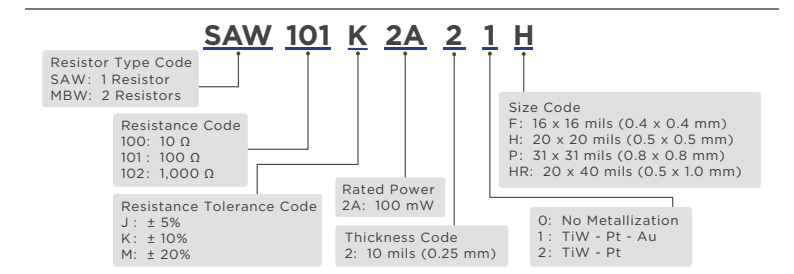 SAW 101 K 2A 2 1 H
Resistor Type Code
SAW: 1 Resistor
MBW: 2 Resistors
Resistance Code
100: 10 Ω
101 : 100 Ω
102: 1,000 Ω
Resistance Tolerance Code
J : ± 5%
K: ± 10%
M: ± 20%
Rated Power
2A: 100 mW
Thickness Code
2: 10 mils (0.25 mm)
Size Code
F: 16 x 16 mils (0.4 x 0.4 mm)
H: 20 x 20 mils (0.5 x 0.5 mm)
P: 31 x 31 mils (0.8 x 0.8 mm)
HR: 20 x 40 mils (0.5 x 1.0 mm)
0: No Metallization
1 : TiW - Pt - Au
2: TiW - Pt